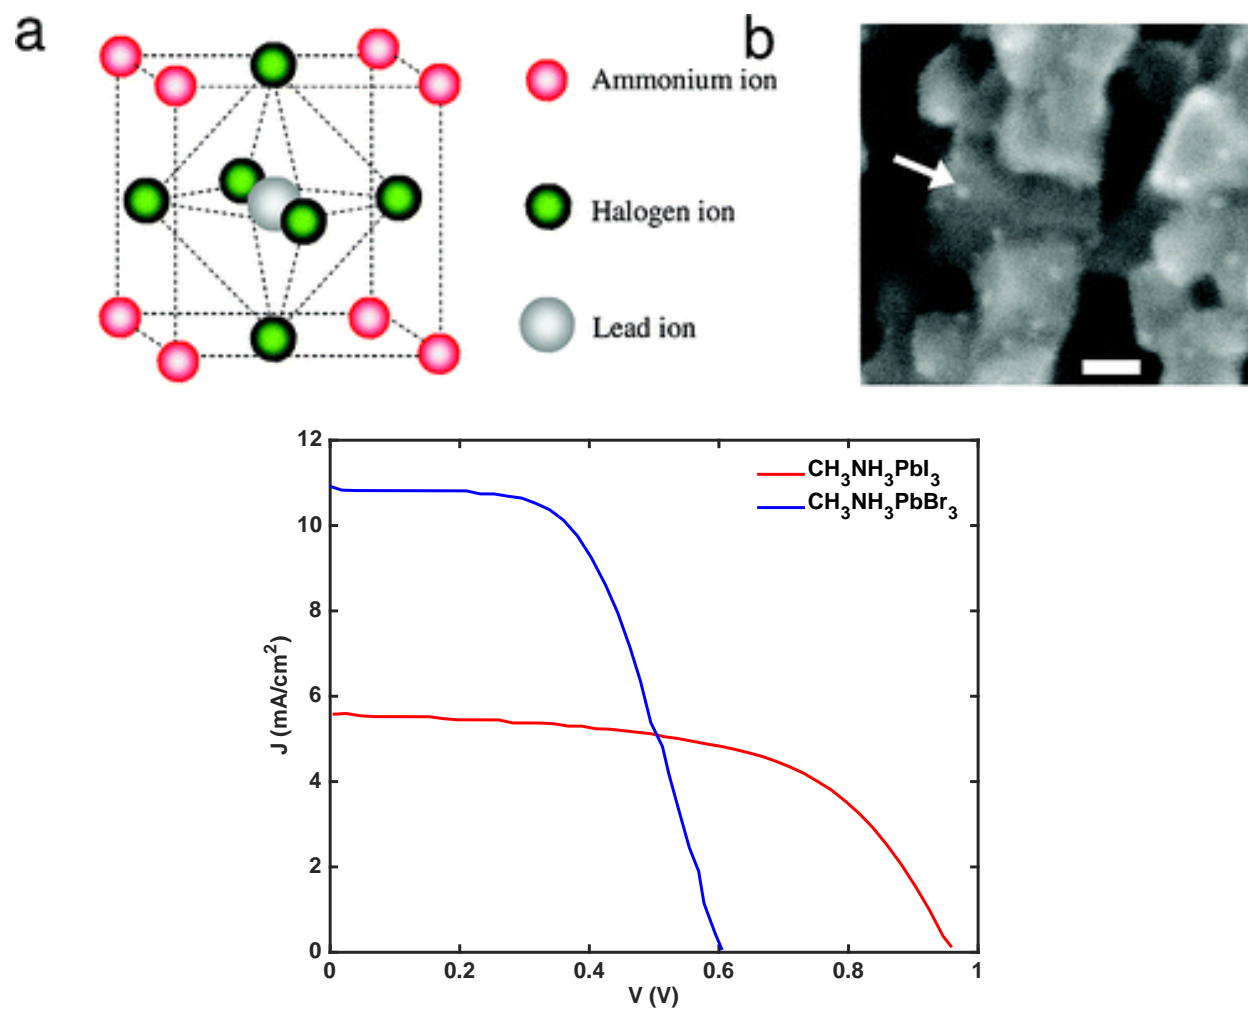 a
b
Ammonium ion
Halogen ion
Lead ion
12
10
8
6
4
2
0
J (mA/cm²)
CH₃NH₃PbI₃
CH₃NH₃PbBr₃
0 0.2 0.4 0.6 0.8 1
V (V)